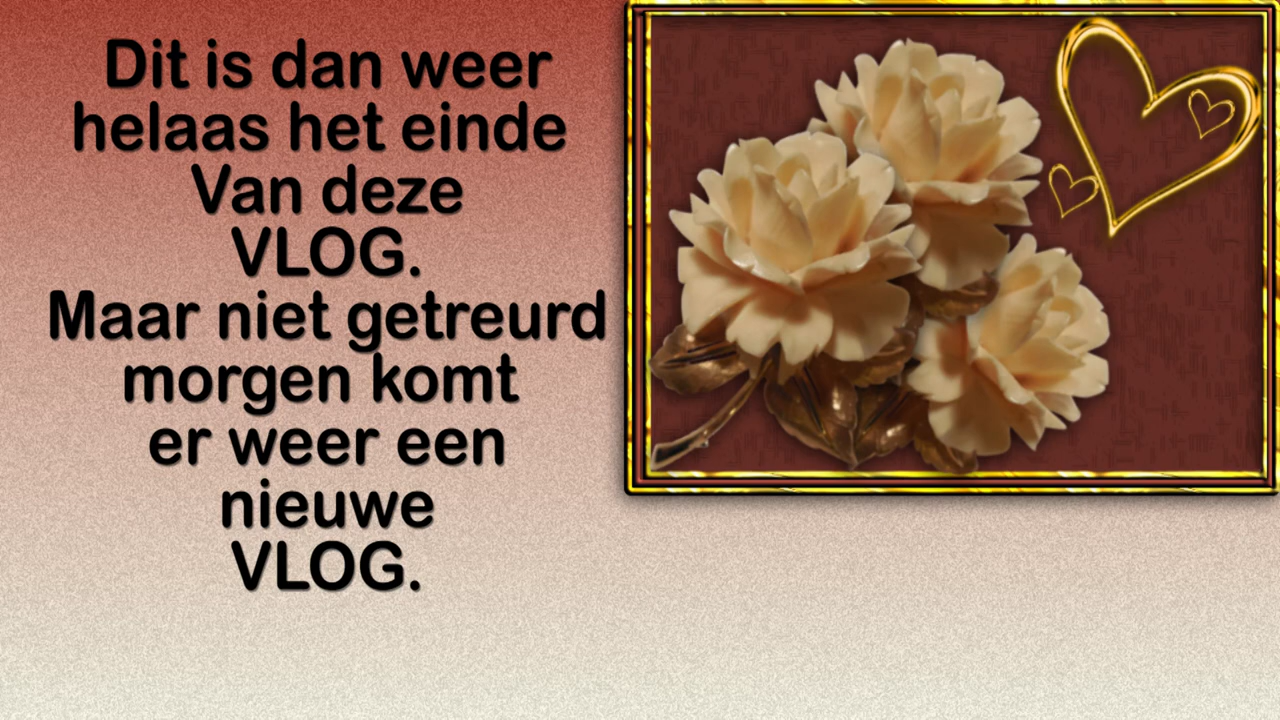 Dit is dan weer
helaas het einde
Van deze
VLOG.
Maar niet getreurd
morgen komt
er weer een
nieuwe
VLOG.